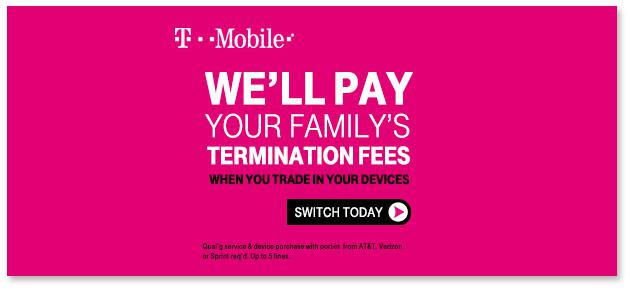 T··Mobile·
WE'LL PAY
YOUR FAMILY'S
TERMINATION FEES
WHEN YOU TRADE IN YOUR DEVICES
SWITCH TODAY
Qual'g service & device purchase with port-in from AT&T, Verizon
or Sprint req'd. Up to 5 lines.